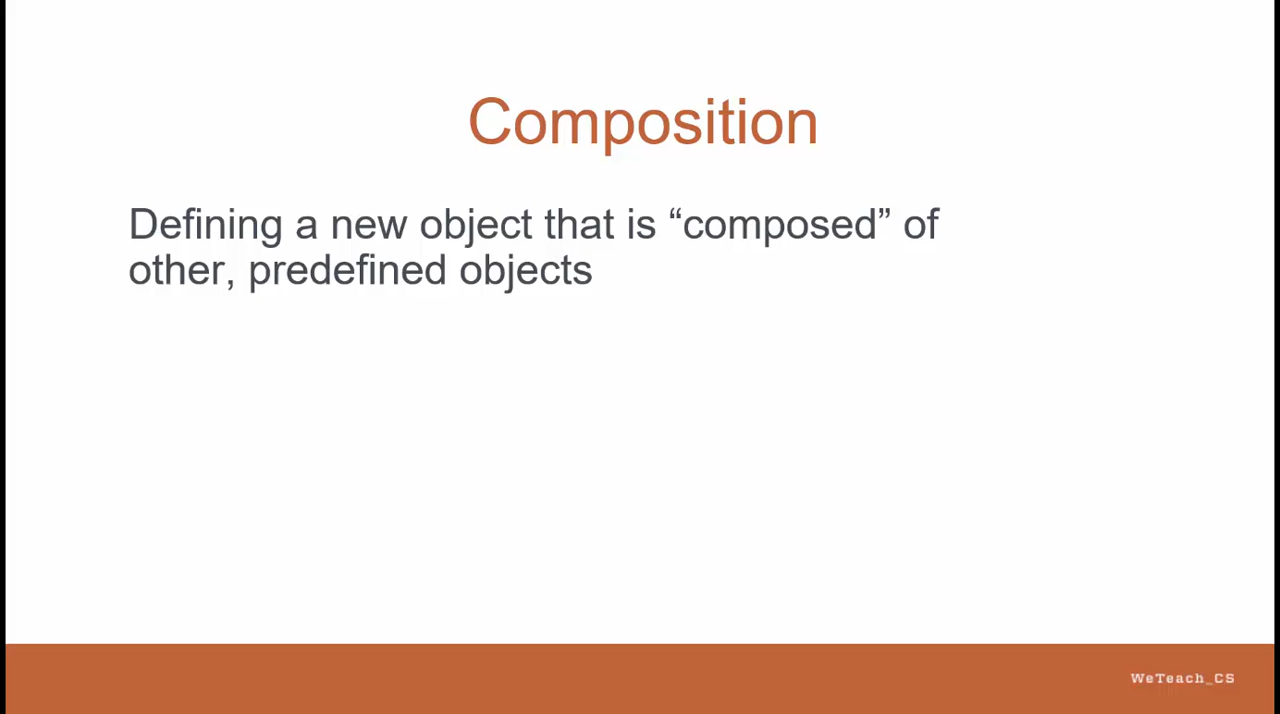 Composition
Defining a new object that is “composed” of
other, predefined objects
WeTeach_CS